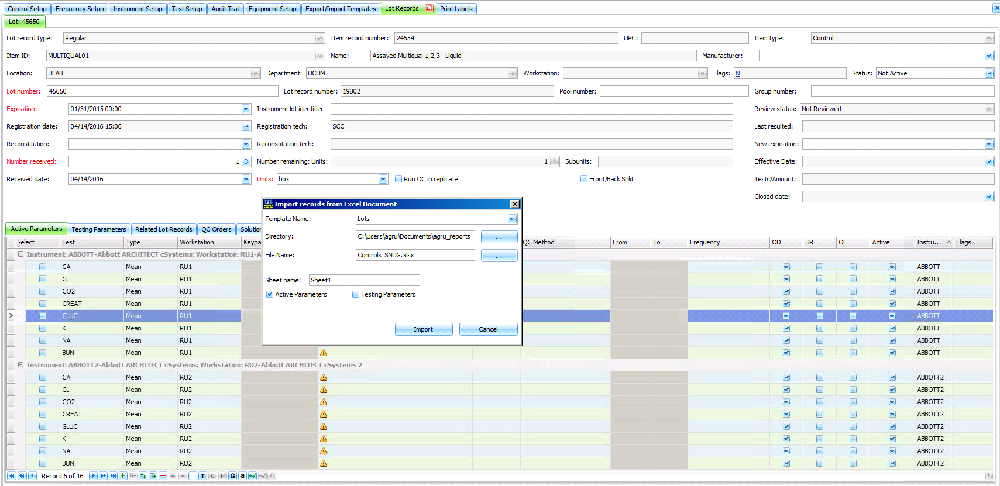 Control Setup Frequency Setup Instrument Setup Test Setup Audit Trail Equipment Setup Export/Import Templates Lot Records Print Labels
Lot: 45650
Lot record type: Regular Item record number: 24554 UPC: Item type: Control
Item ID: MULTIQUAL01 Name: Assayed Multiqual 1,2,3 - Liquid Manufacturer:
Location: ULAB Department: UCHM Workstation: Flags: N Status: Not Active
Lot number: 45650 Lot record number: 19802 Pool number: Group number:
Expiration: 01/31/2015 00:00 Instrument lot identifier Review status: Not Reviewed
Registration date: 04/14/2016 15:06 Registration tech: SCC Last resulted:
Reconstitution: Reconstitution tech: New expiration:
Number received: 1 Number remaining: Units: 1 Subunits: Effective Date:
Received date: 04/14/2016 Units: box Run QC in replicate Front/Back Split Tests/Amount:
Closed date:
Import records from Excel Document
Template Name: Lots
Directory: C:\Users\agru\Documents\agru_reports ...
File Name: Controls_SNUG.xlsx ...
Sheet name: Sheet1
Active Parameters Testing Parameters
Import Cancel
Active Parameters Testing Parameters Related Lot Records QC Orders Solution
Select Test Type Workstation Keypa QC Method From To Frequency OD UR OL Active Instru... Flags
Instrument: ABBOTT-Abbott ARCHITECT cSystems; Workstation: RU1-A
CA Mean RU1 ABBOTT
CL Mean RU1 ABBOTT
CO2 Mean RU1 ABBOTT
CREAT Mean RU1 ABBOTT
GLUC Mean RU1 ABBOTT
K Mean RU1 ABBOTT
NA Mean RU1 ABBOTT
BUN Mean RU1 ABBOTT
Instrument: ABBOTT2-Abbott ARCHITECT cSystems; Workstation: RU2-Abbott ARCHITECT cSystems 2
CA Mean RU2 ABBOTT2
CL Mean RU2 ABBOTT2
CO2 Mean RU2 ABBOTT2
CREAT Mean RU2 ABBOTT2
GLUC Mean RU2 ABBOTT2
K Mean RU2 ABBOTT2
NA Mean RU2 ABBOTT2
BUN Mean RU2 ABBOTT2
Record 5 of 16 G+ T+ T C P G a